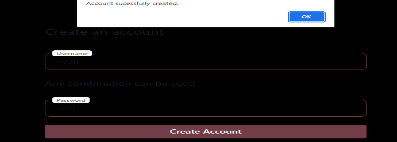 Account sucessfully created.
OK
Create an account
Username
Any combination can be used
Password
Create Account